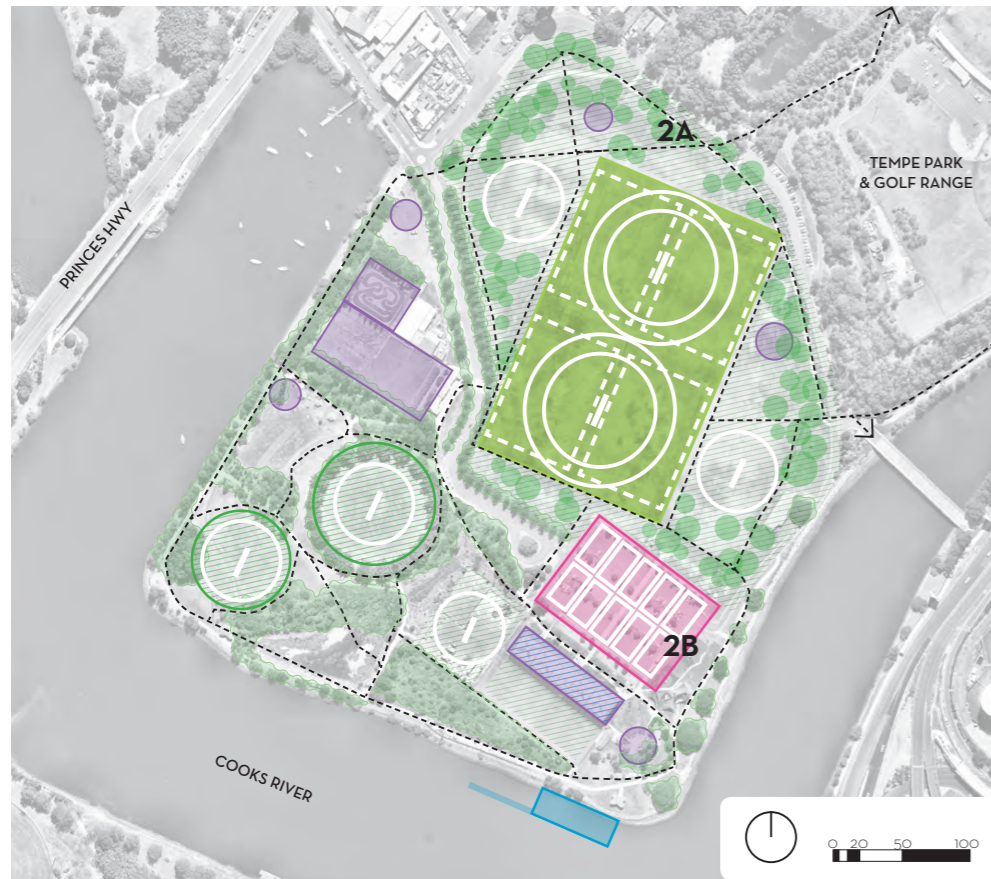 2A
TEMPE PARK
& GOLF RANGE
PRINCES HWY
2B
COOKS RIVER
0 20 50 100